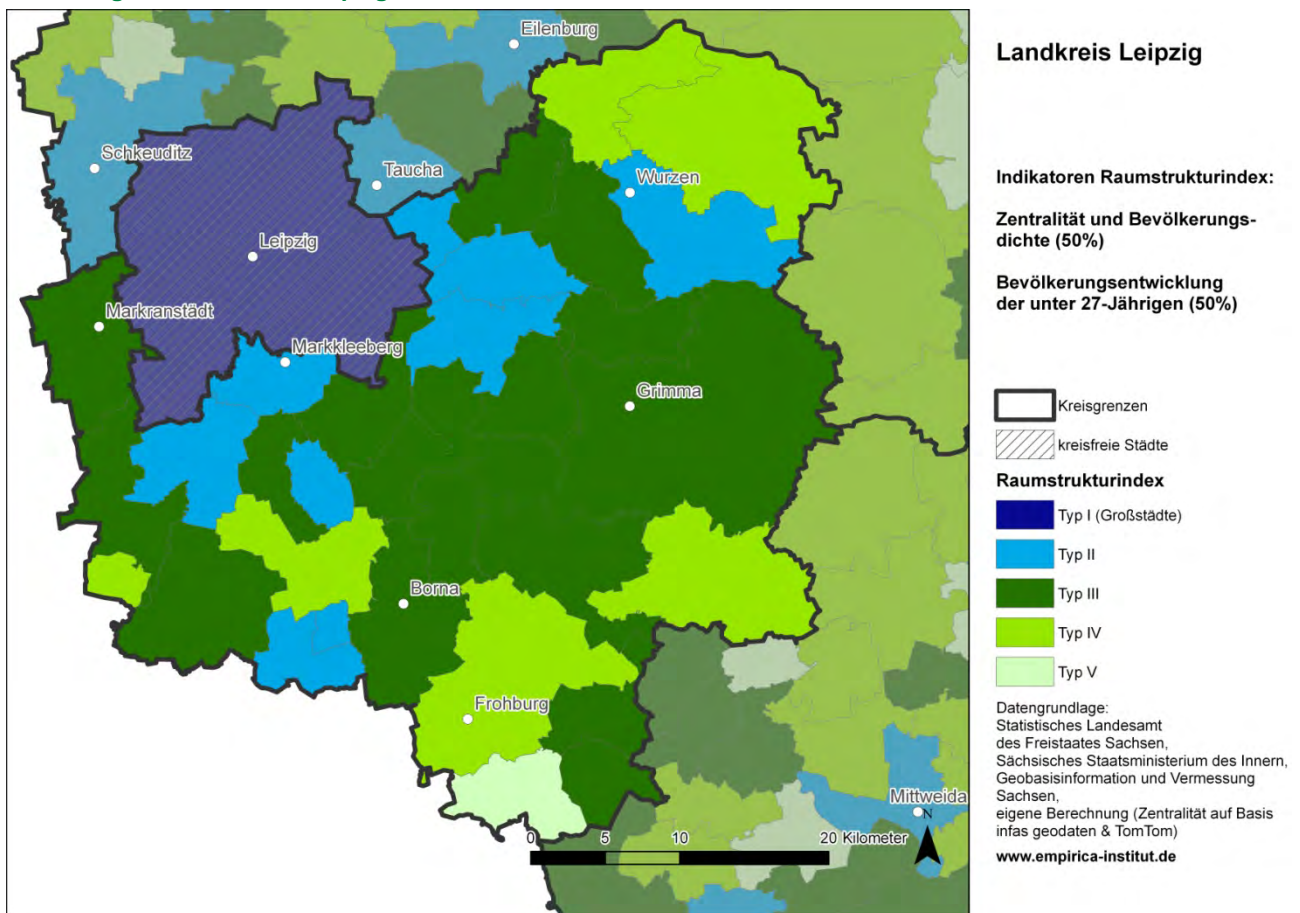 Eilenburg
Schkeuditz
Taucha
Wurzen
Leipzig
Markranstädt
Markkleeberg
Grimma
Borna
Frohburg
Mittweida
N
0 5 10 20 Kilometer
Landkreis Leipzig
Indikatoren Raumstrukturindex:
Zentralität und Bevölkerungs-
dichte (50%)
Bevölkerungsentwicklung
der unter 27-Jährigen (50%)
Kreisgrenzen
kreisfreie Städte
Raumstrukturindex
Typ I (Großstädte)
Typ II
Typ III
Typ IV
Typ V
Datengrundlage:
Statistisches Landesamt
des Freistaates Sachsen,
Sächsisches Staatsministerium des Innern,
Geobasisinformation und Vermessung
Sachsen,
eigene Berechnung (Zentralität auf Basis
infas geodaten & TomTom)
www.empirica-institut.de